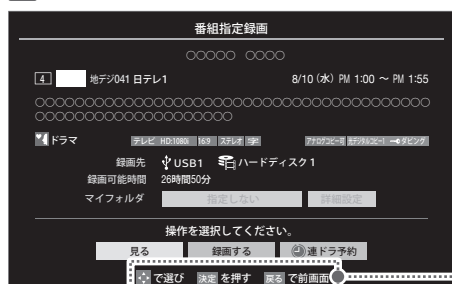 番組指定録画
○○○○○ ○○○○
4 地デジ041 日テレ1 8/10 (水) PM 1:00 ～ PM 1:55
○○○○○○○○○○○○○○○○○○○○○○○○○○○○○○○○○○○○○○○○
○○○○○○○○○○○○○○○○○○○○
ドラマ テレビ HD:1080i 16:9 ステレオ 字 アナログコピー可 光デジタルコピー1 ダビング
録画先 USB1 ハードディスク 1
録画可能時間 26時間50分
マイフォルダ 指定しない 詳細設定
操作を選択してください。
見る 録画する 連ドラ予約
で選び 決定 を押す 戻る で前画面